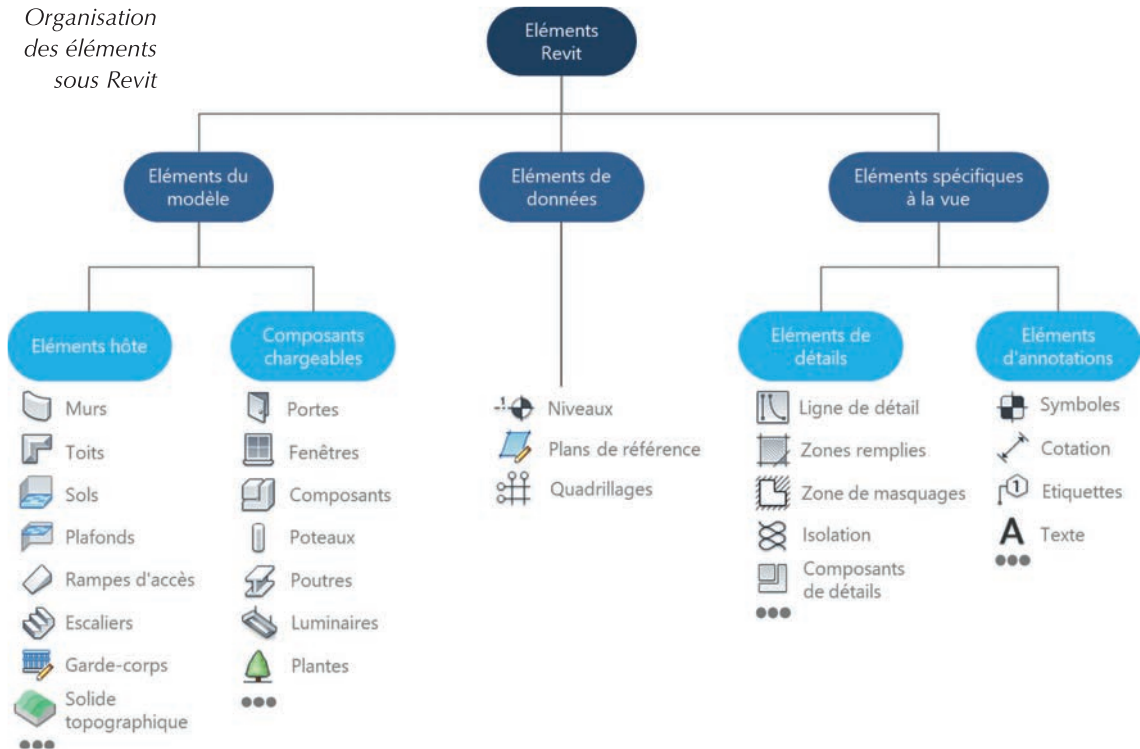 Organisation
des éléments
sous Revit
Eléments
Revit
Eléments du
modèle
Eléments de
données
Eléments spécifiques
à la vue
Eléments hôte
Murs
Toits
Sols
Plafonds
Rampes d'accès
Escaliers
Garde-corps
Solide
topographique
Composants
chargeables
Portes
Fenêtres
Composants
Poteaux
Poutres
Luminaires
Plantes
Niveaux
Plans de référence
Quadrillages
Eléments de
détails
Ligne de détail
Zones remplies
Zone de masquages
Isolation
Composants
de détails
Eléments
d'annotations
Symboles
Cotation
1
Etiquettes
A
Texte